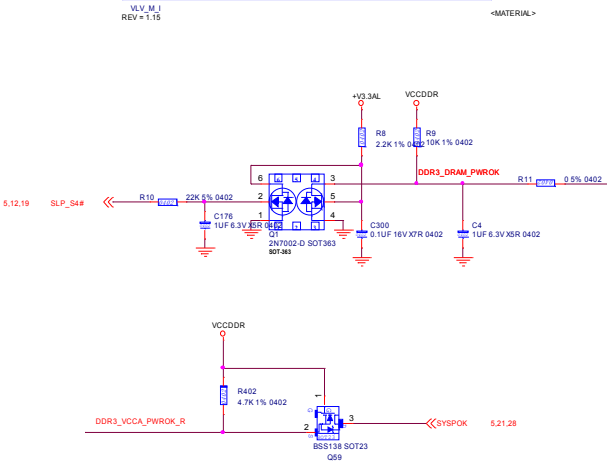 VLV_M_I
REV = 1.15
<MATERIAL>
+V3.3AL
VCCDDR
R8
2.2K 1% 0402
R9
10K 1% 0402
DDR3_DRAM_PWROK
R11
0 5% 0402
6
3
5,12,19
SLP_S4#
R10
22K 5% 0402
2
5
1
4
C176
1UF 6.3V X5R 0402
Q1
2N7002-D SOT363
SOT-363
C300
0.1UF 16V X7R 0402
C4
1UF 6.3V X5R 0402
VCCDDR
R402
4.7K 1% 0402
1
DDR3_VCCA_PWROK_R
2
3
SYSPOK
5,21,28
BSS138 SOT23
Q59